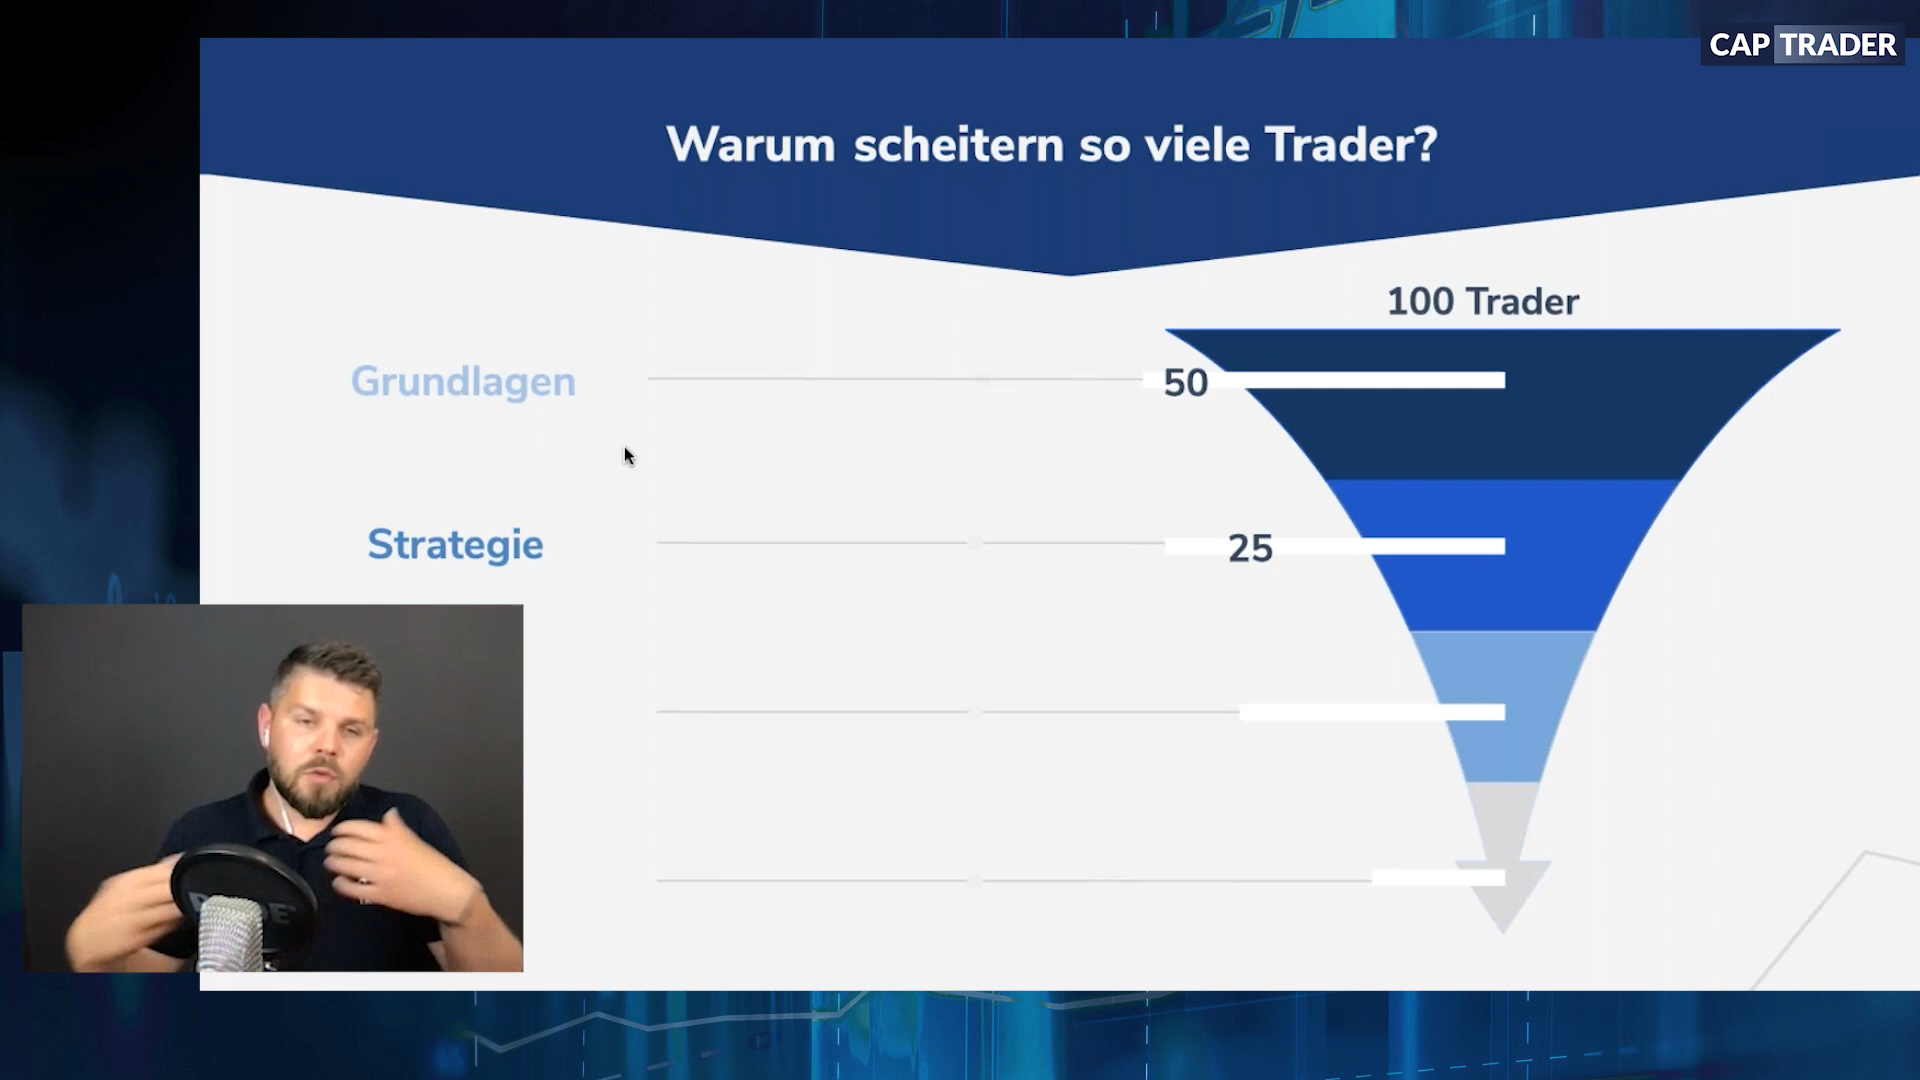 CAP TRADER
Warum scheitern so viele Trader?
100 Trader
Grundlagen
50
Strategie
25